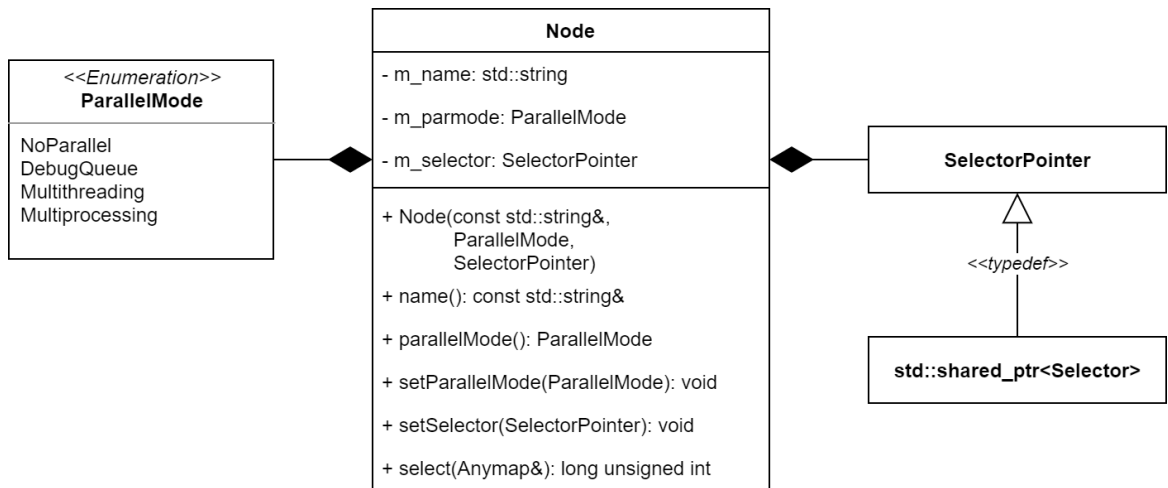 <<Enumeration>>
ParallelMode
NoParallel
DebugQueue
Multithreading
Multiprocessing
Node
- m_name: std::string
- m_parmode: ParallelMode
- m_selector: SelectorPointer
+ Node(const std::string&,
ParallelMode,
SelectorPointer)
+ name(): const std::string&
+ parallelMode(): ParallelMode
+ setParallelMode(ParallelMode): void
+ setSelector(SelectorPointer): void
+ select(Anymap&): long unsigned int
SelectorPointer
<<typedef>>
std::shared_ptr<Selector>